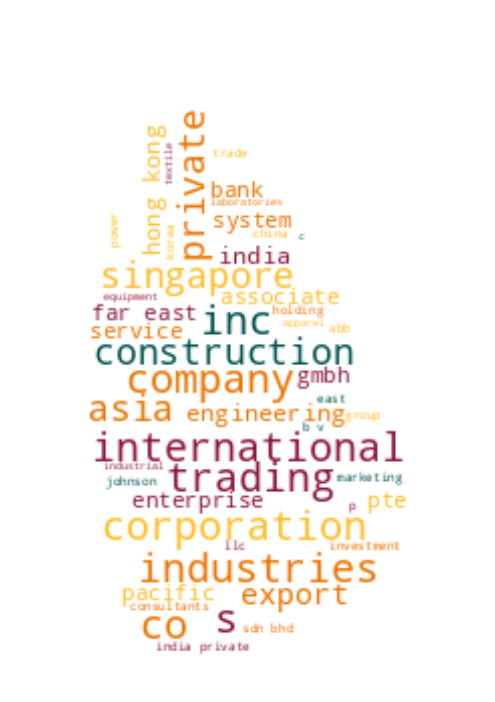 hong kong
textile
private
trade
bank
laboratories
system
power
korea
china
c
india
singapore
equipment
associate
far east
inc
holding
apparel
abb
service
construction
company
gmbh
east
asia
engineering
group
b v
international
industrial
trading
marketing
johnson
enterprise
p
pte
corporation
llc
investment
industries
pacific
export
consultants
co
s
sdn bhd
india private